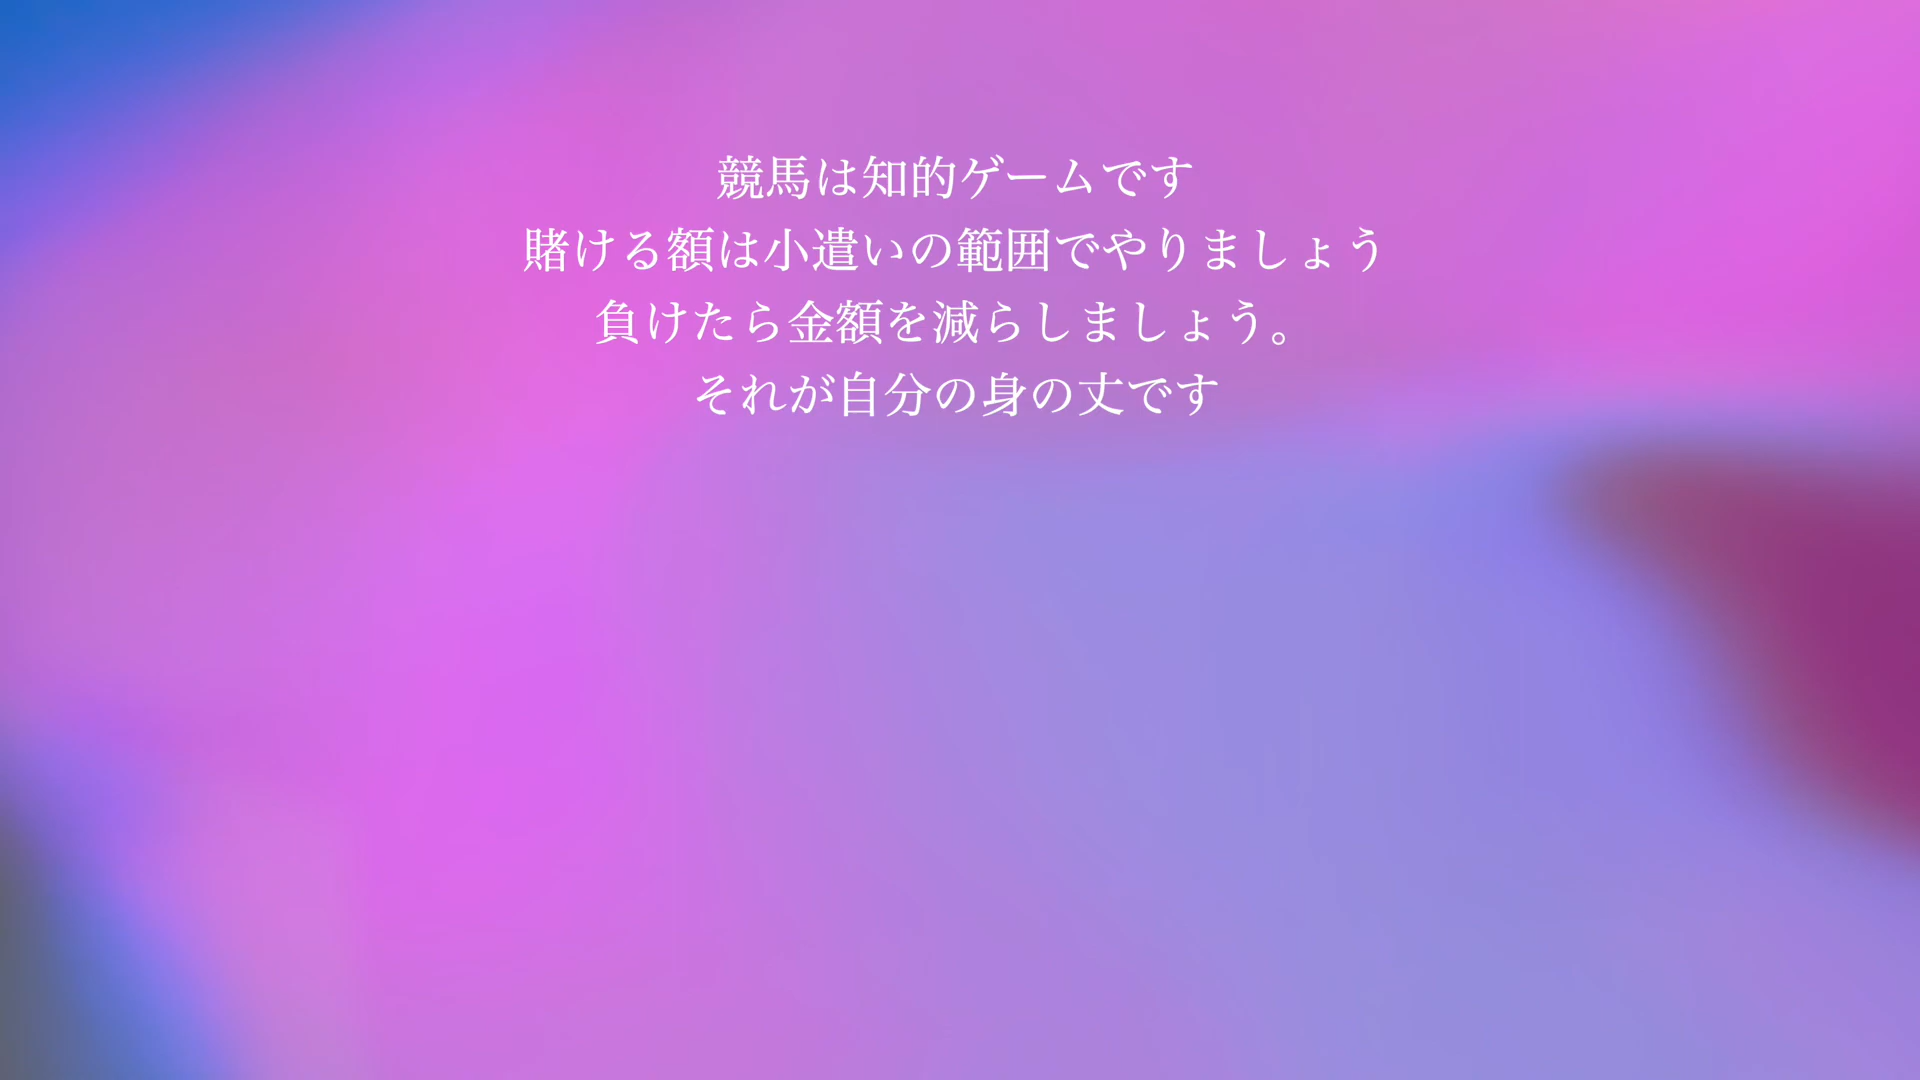 競馬は知的ゲームです
賭ける額は小遣いの範囲でやりましょう
負けたら金額を減らしましょう。
それが自分の身の丈です